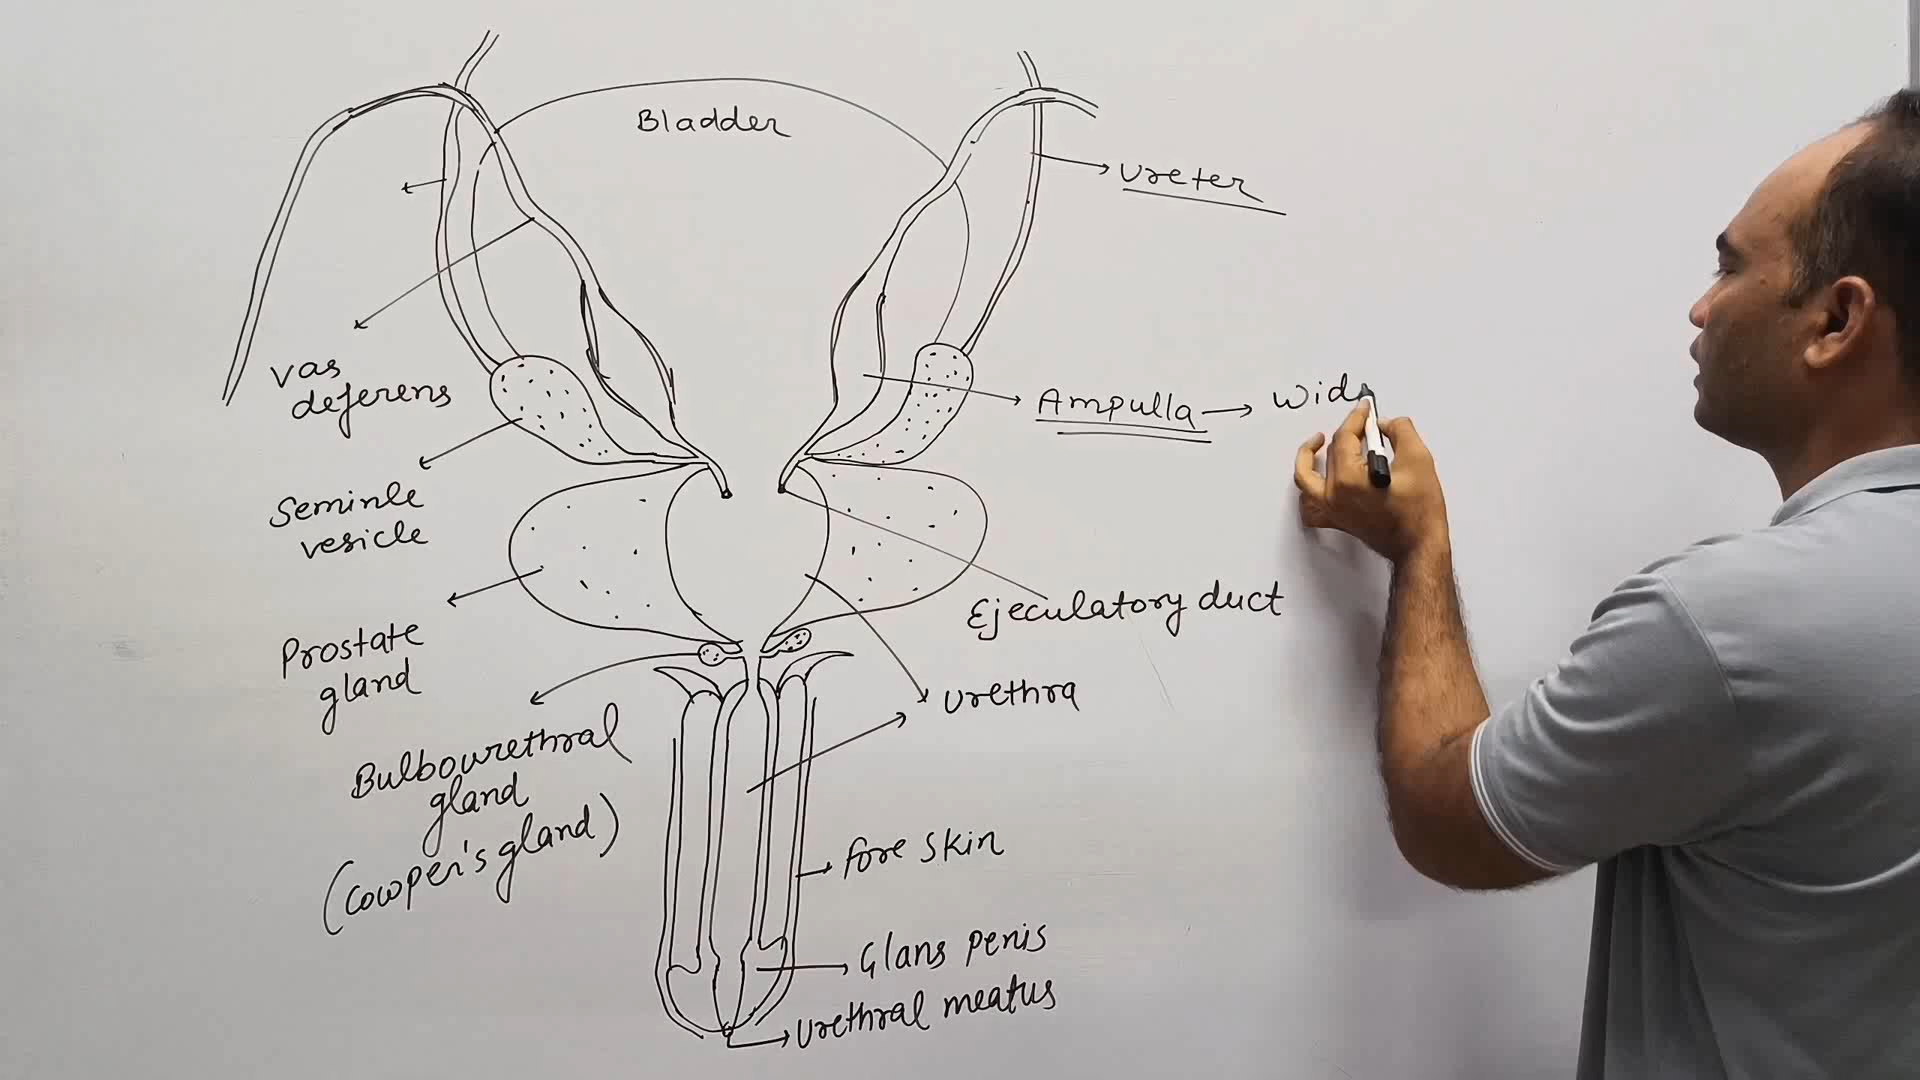 Bladder
Ureter
Vas
deferens
Ampulla → Wid
Seminle
vesicle
Ejeculatory duct
Prostate
gland
Urethra
Bulbourethral
gland
(Cowper's gland)
fore skin
Glans penis
Urethral meatus